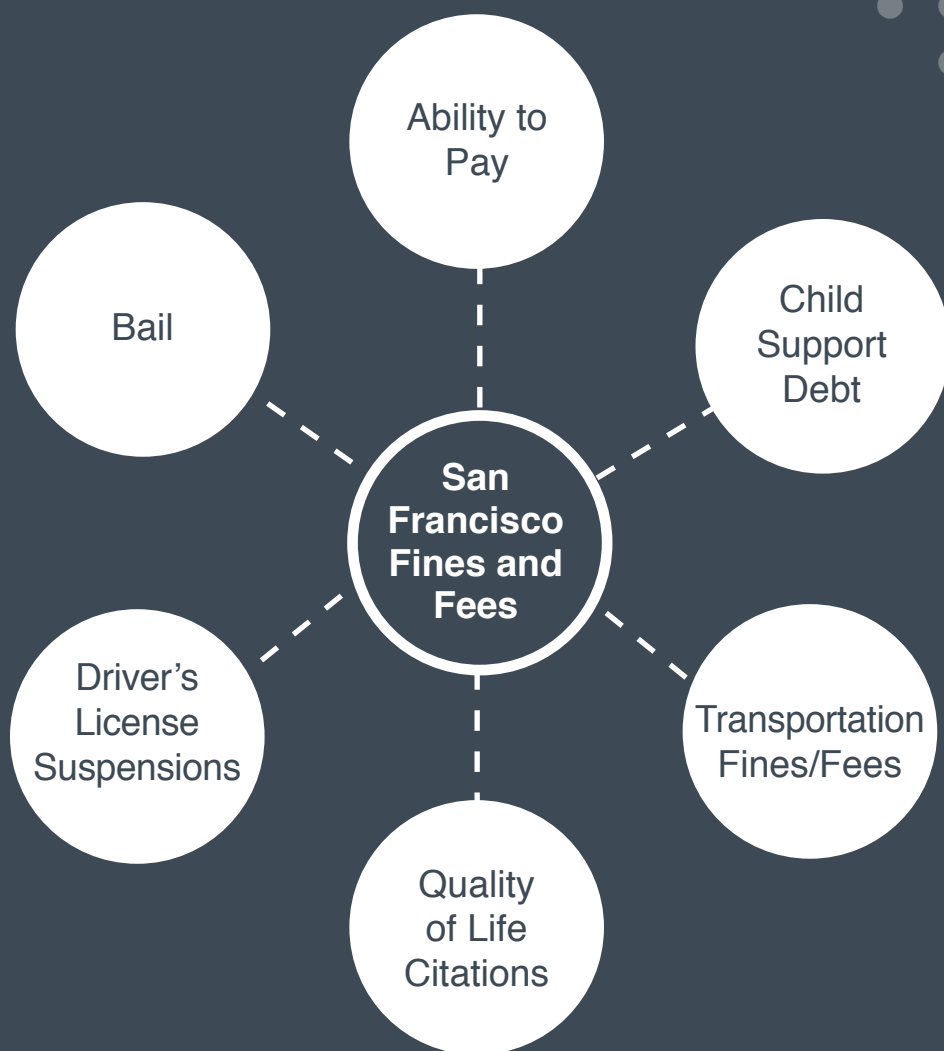 Ability to
Pay
Bail
Child
Support
Debt
San
Francisco
Fines and
Fees
Driver’s
License
Suspensions
Transportation
Fines/Fees
Quality
of Life
Citations